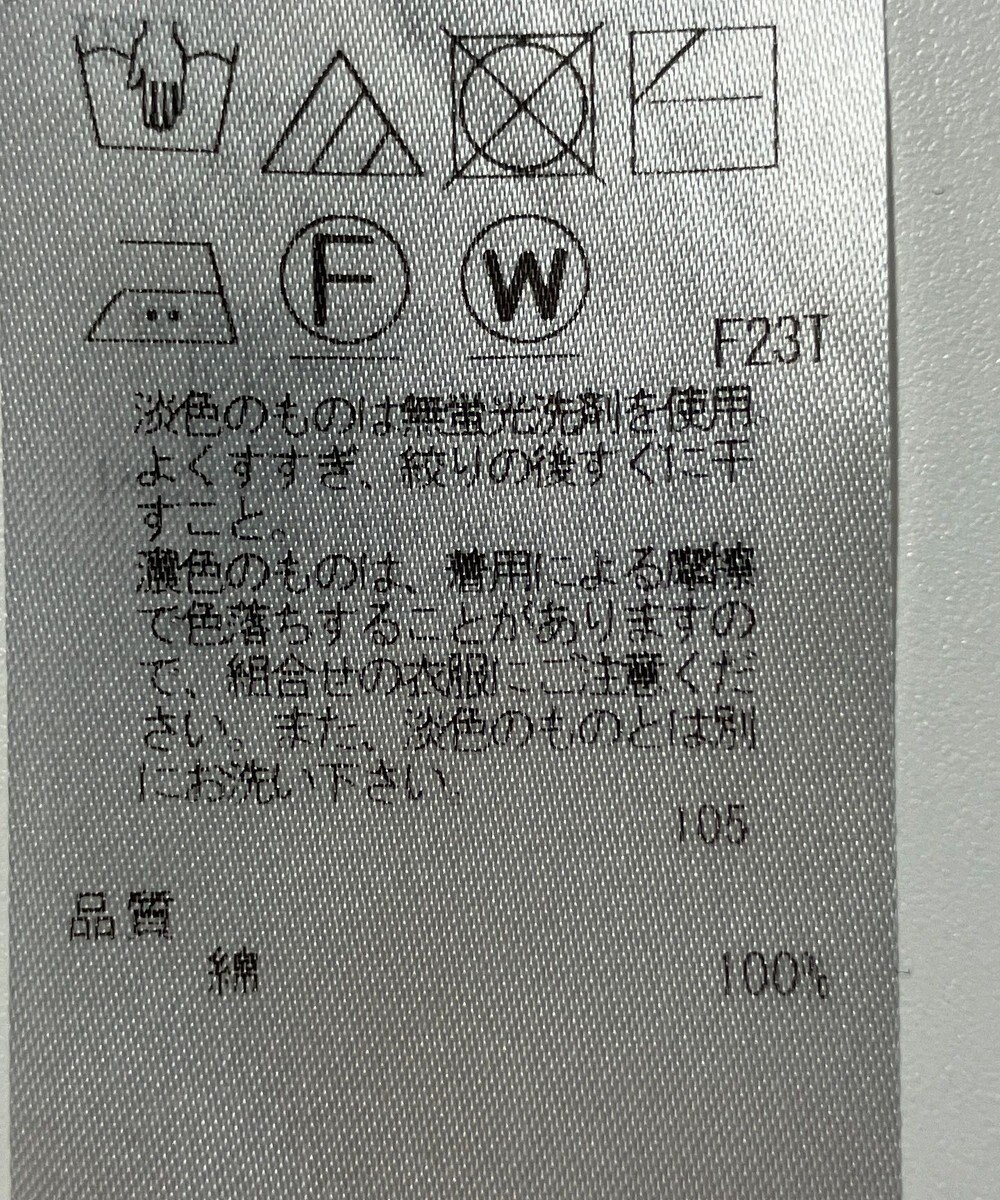 F
W
F23T
淡色のものは無蛍光洗剤を使用
よくすすぎ、絞りの後すぐに干
すこと。
濃色のものは、着用による摩擦
で色落ちすることがありますの
で、組合せの衣服にご注意くだ
さい。また、淡色のものとは別
にお洗い下さい。
105
品質
綿 100%